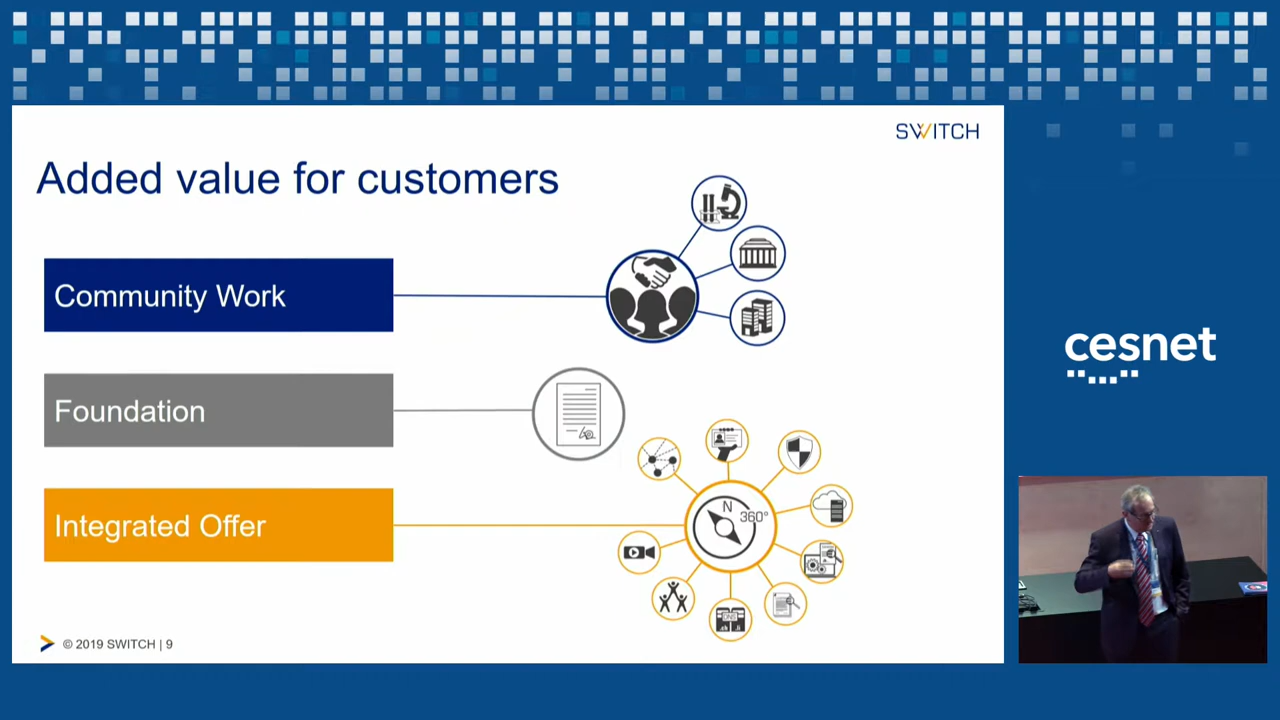 SWITCH
Added value for customers
Community Work
Foundation
Integrated Offer
N
360°
© 2019 SWITCH | 9
cesnet